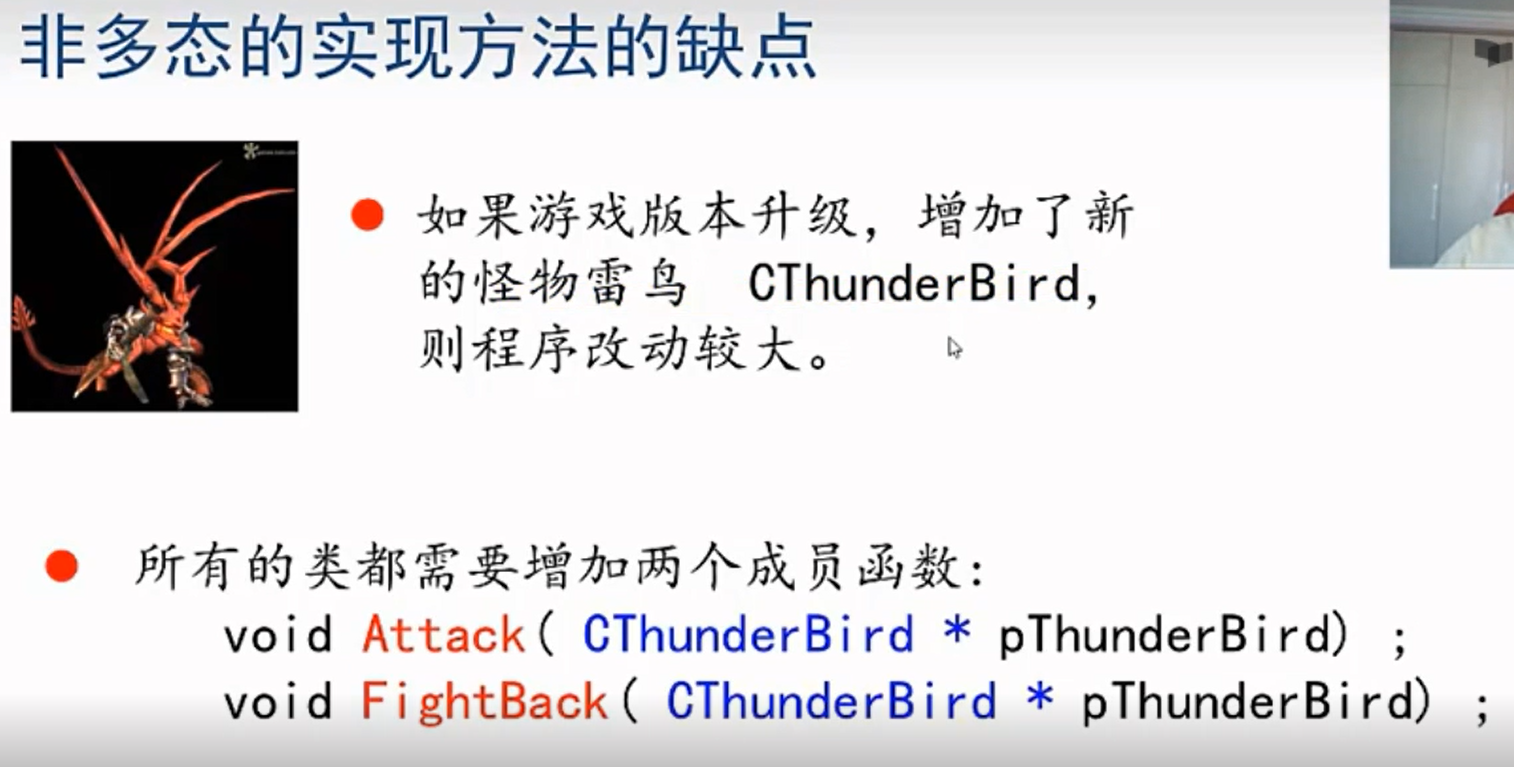 非多态的实现方法的缺点
● 如果游戏版本升级，增加了新
的怪物雷鸟 CThunderBird,
则程序改动较大。
● 所有的类都需要增加两个成员函数：
void Attack( CThunderBird * pThunderBird) ;
void FightBack( CThunderBird * pThunderBird) ;